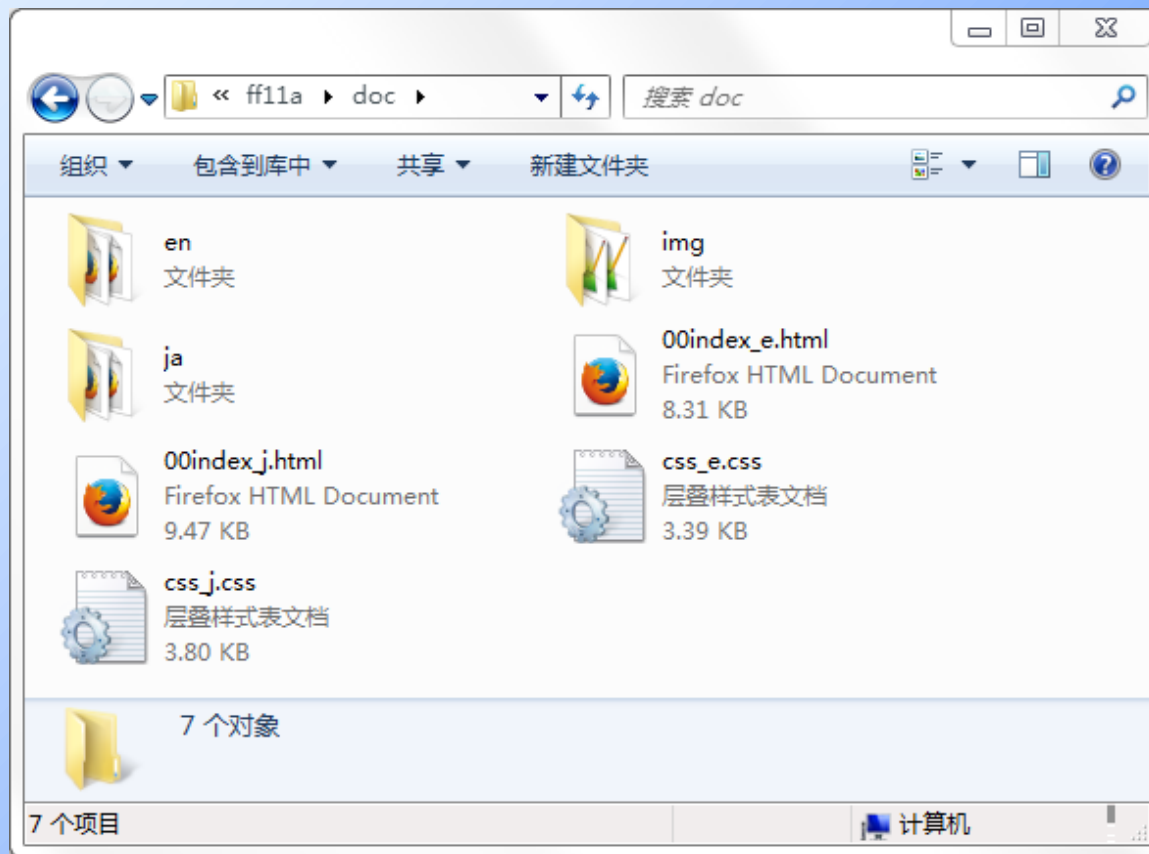 « ff11a doc
搜索 doc
组织 包含到库中 共享 新建文件夹
en
文件夹
img
文件夹
ja
文件夹
00index_e.html
Firefox HTML Document
8.31 KB
00index_j.html
Firefox HTML Document
9.47 KB
css_e.css
层叠样式表文档
3.39 KB
css_j.css
层叠样式表文档
3.80 KB
7 个对象
7 个项目
计算机